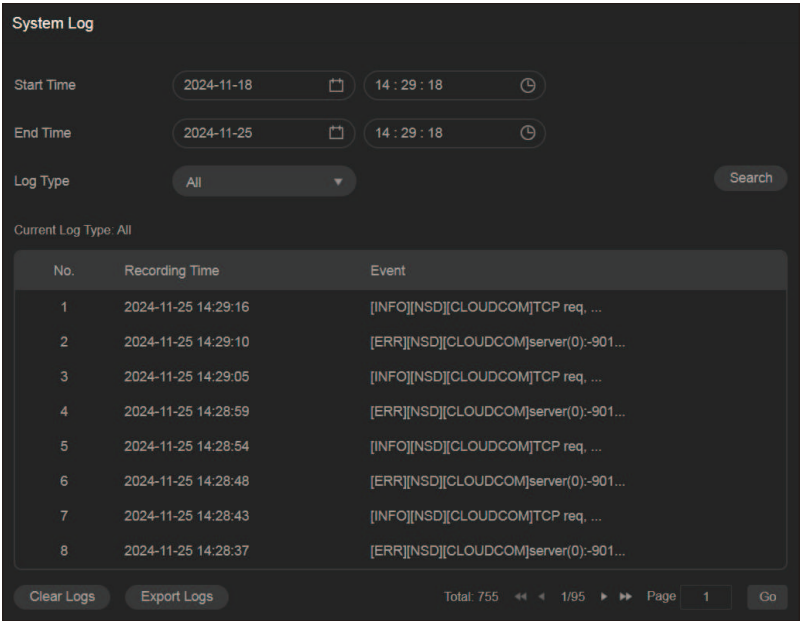 System Log
Start Time 2024-11-18 14 : 29 : 18
End Time 2024-11-25 14 : 29 : 18
Log Type All Search
Current Log Type: All
No. Recording Time Event
1 2024-11-25 14:29:16 [INFO][NSD][CLOUDCOM]TCP req, ...
2 2024-11-25 14:29:10 [ERR][NSD][CLOUDCOM]server(0):-901...
3 2024-11-25 14:29:05 [INFO][NSD][CLOUDCOM]TCP req, ...
4 2024-11-25 14:28:59 [ERR][NSD][CLOUDCOM]server(0):-901...
5 2024-11-25 14:28:54 [INFO][NSD][CLOUDCOM]TCP req, ...
6 2024-11-25 14:28:48 [ERR][NSD][CLOUDCOM]server(0):-901...
7 2024-11-25 14:28:43 [INFO][NSD][CLOUDCOM]TCP req, ...
8 2024-11-25 14:28:37 [ERR][NSD][CLOUDCOM]server(0):-901...
Clear Logs Export Logs Total: 755 1/95 Page 1 Go